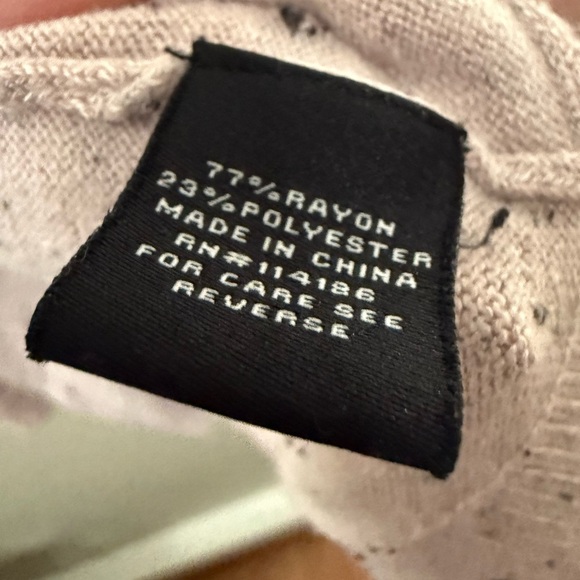 77% RAYON
23% POLYESTER
MADE IN CHINA
RN#114186
FOR CARE SEE
REVERSE